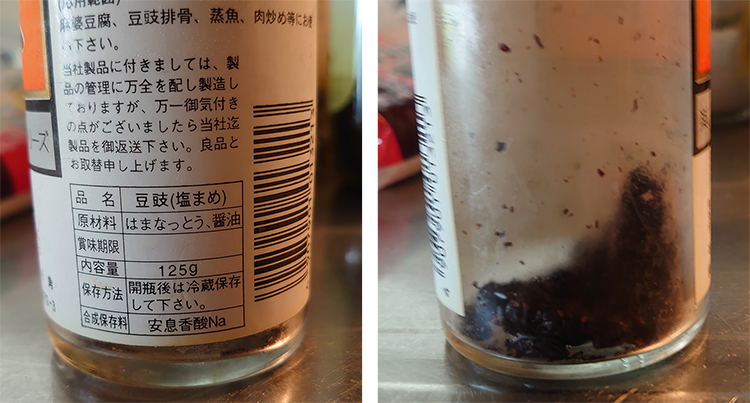 (応用範囲)
麻婆豆腐、豆豉排骨、蒸魚、肉炒め等にお使
い下さい。
当社製品に付きましては、製
品の管理に万全を配し製造し
ておりますが、万一御気付き
の点がございましたら当社迄
製品を御返送下さい。良品と
お取替申し上げます。
ーズ
品名 豆豉(塩まめ)
原材料 はまなっとう、醤油
賞味期限
内容量 125g
保存方法 開瓶後は冷蔵保存
して下さい。
合成保存料 安息香酸Na
角